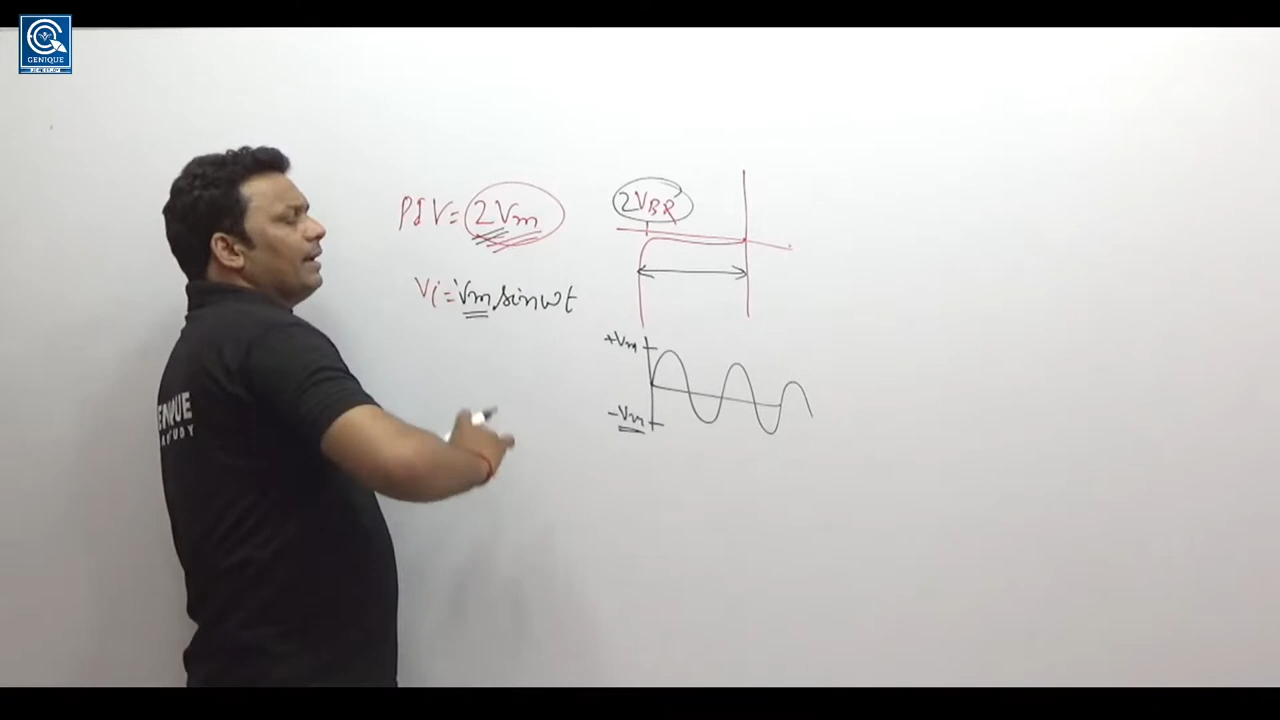 GENIQUE
PIV = 2Vm
2VBR
Vi = Vm sinωt
+Vm
-Vm